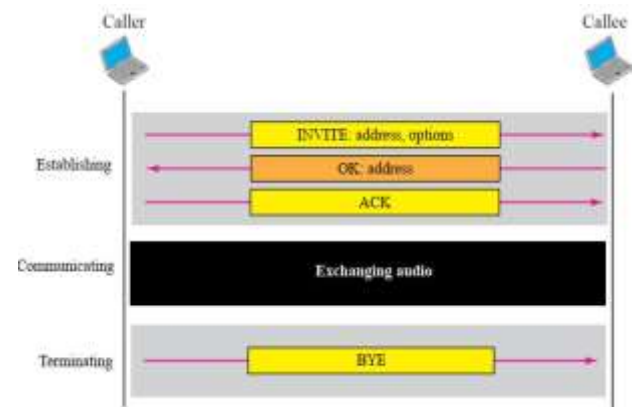 Caller
Callee
INVITE: address, options
Establishing
OK: address
ACK
Communicating
Exchanging audio
Terminating
BYE